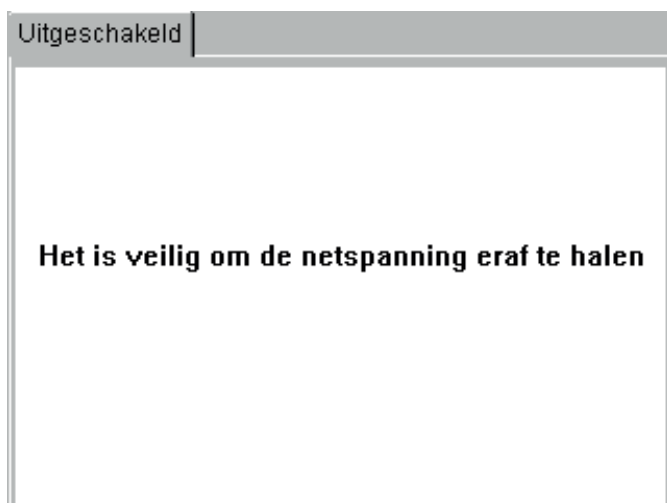 Uitgeschakeld
Het is veilig om de netspanning eraf te halen